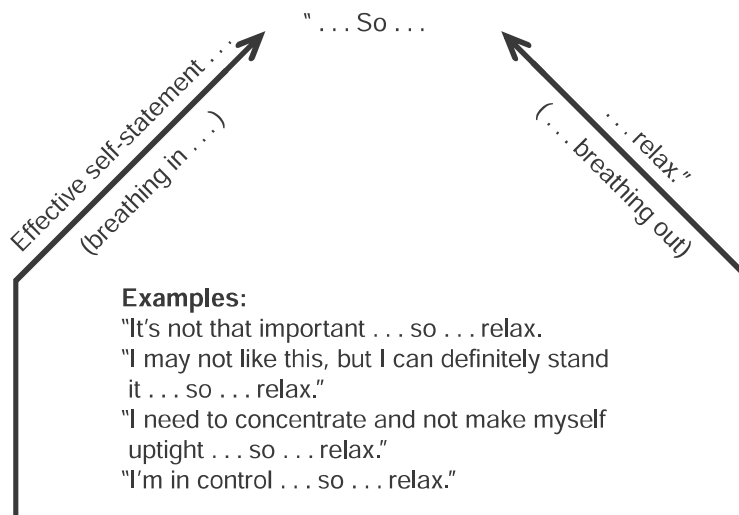 " . . . So . . .
Effective self-statement . . .
(breathing in . . .)
. . . relax."
(. . . breathing out)
Examples:
"It's not that important . . . so . . . relax.
"I may not like this, but I can definitely stand
it . . . so . . . relax."
"I need to concentrate and not make myself
uptight . . . so . . . relax."
"I'm in control . . . so . . . relax."